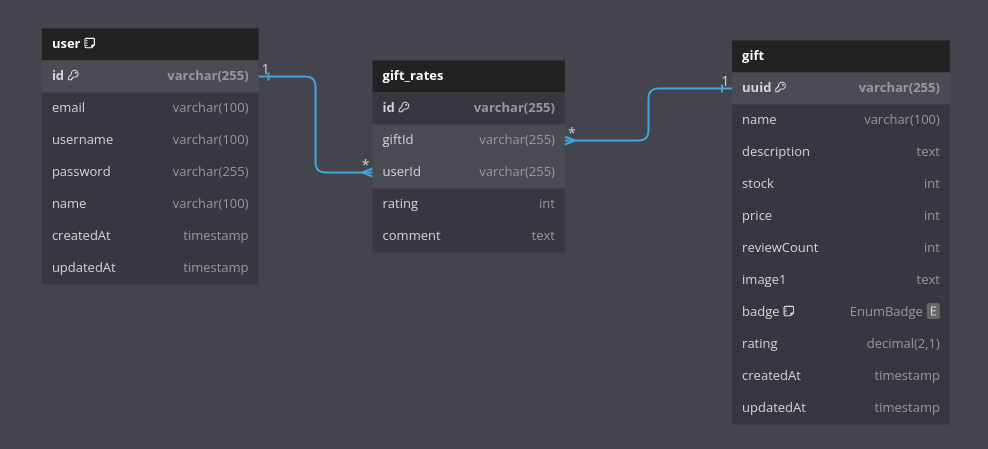 user
id varchar(255)
email varchar(100)
username varchar(100)
password varchar(255)
name varchar(100)
createdAt timestamp
updatedAt timestamp
1
*
gift_rates
id varchar(255)
giftId varchar(255)
userId varchar(255)
rating int
comment text
*
1
gift
uuid varchar(255)
name varchar(100)
description text
stock int
price int
reviewCount int
image1 text
badge EnumBadge E
rating decimal(2,1)
createdAt timestamp
updatedAt timestamp